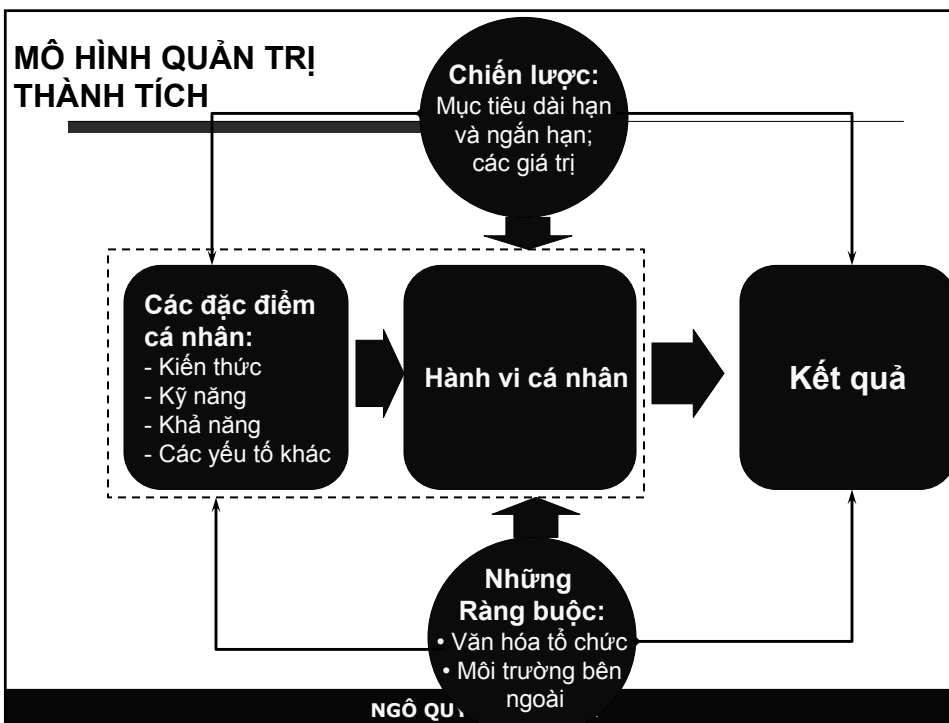 MÔ HÌNH QUẢN TRỊ
THÀNH TÍCH
Chiến lược:
Mục tiêu dài hạn
và ngắn hạn;
các giá trị
Các đặc điểm
cá nhân:
- Kiến thức
- Kỹ năng
- Khả năng
- Các yếu tố khác
Hành vi cá nhân
Kết quả
Những
Ràng buộc:
• Văn hóa tổ chức
• Môi trường bên
ngoài
NGÔ